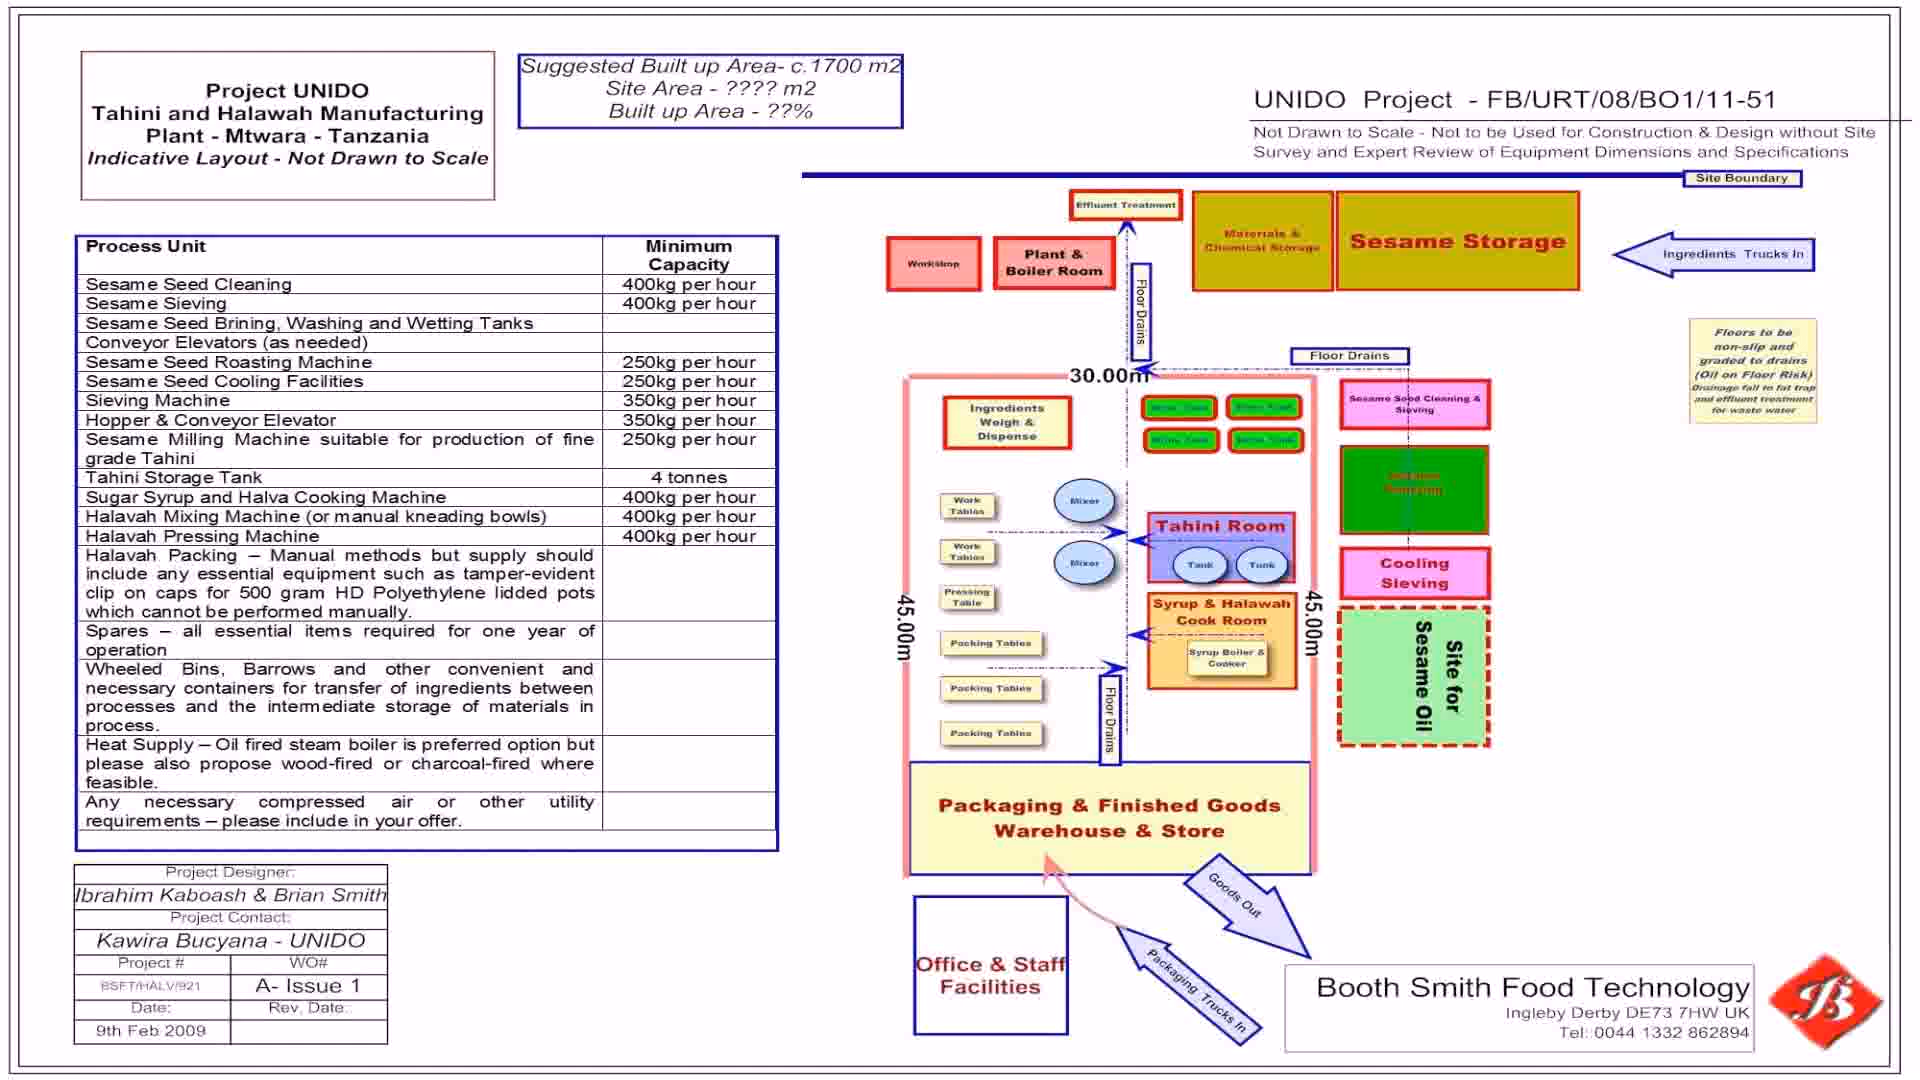 Project UNIDO
Tahini and Halawah Manufacturing
Plant - Mtwara - Tanzania
Indicative Layout - Not Drawn to Scale
Suggested Built up Area- c.1700 m2
Site Area - ???? m2
Built up Area - ??%
UNIDO Project - FB/URT/08/BO1/11-51
Not Drawn to Scale - Not to be Used for Construction & Design without Site
Survey and Expert Review of Equipment Dimensions and Specifications
Site Boundary
Process Unit
Minimum
Capacity
Sesame Seed Cleaning 400kg per hour
Sesame Sieving 400kg per hour
Sesame Seed Brining, Washing and Wetting Tanks
Conveyor Elevators (as needed)
Sesame Seed Roasting Machine 250kg per hour
Sesame Seed Cooling Facilities 250kg per hour
Sieving Machine 350kg per hour
Hopper & Conveyor Elevator 350kg per hour
Sesame Milling Machine suitable for production of fine 250kg per hour
grade Tahini
Tahini Storage Tank 4 tonnes
Sugar Syrup and Halva Cooking Machine 400kg per hour
Halavah Mixing Machine (or manual kneading bowls) 400kg per hour
Halavah Pressing Machine 400kg per hour
Halavah Packing – Manual methods but supply should
include any essential equipment such as tamper-evident
clip on caps for 500 gram HD Polyethylene lidded pots
which cannot be performed manually.
Spares – all essential items required for one year of
operation
Wheeled Bins, Barrows and other convenient and
necessary containers for transfer of ingredients between
processes and the intermediate storage of materials in
process.
Heat Supply – Oil fired steam boiler is preferred option but
please also propose wood-fired or charcoal-fired where
feasible.
Any necessary compressed air or other utility
requirements – please include in your offer.
Project Designer:
Ibrahim Kaboash & Brian Smith
Project Contact:
Kawira Bucyana - UNIDO
Project # WO#
BSFT/HALV/921 A- Issue 1
Date: Rev. Date:
9th Feb 2009
Effluent Treatment
Workshop
Plant &
Boiler Room
Materials &
Chemical Storage
Sesame Storage
Ingredients Trucks In
Floor Drains
Floor Drains
Floors to be
non-slip and
graded to drains
(Oil on Floor Risk)
Drainage fall to fat trap
and effluent treatment
for waste water
30.00m
Ingredients
Weigh &
Dispense
Sesame Seed Cleaning &
Sieving
Work
Tables
Mixer
Tahini Room
Tank
Tank
Work
Tables
Mixer
Cooling
Sieving
Pressing
Table
45.00m
45.00m
Syrup & Halawah
Cook Room
Syrup Boiler &
Cooker
Site for
Sesame Oil
Packing Tables
Packing Tables
Packing Tables
Floor Drains
Packaging & Finished Goods
Warehouse & Store
Goods Out
Packaging Trucks In
Office & Staff
Facilities
Booth Smith Food Technology
Ingleby Derby DE73 7HW UK
Tel: 0044 1332 862894